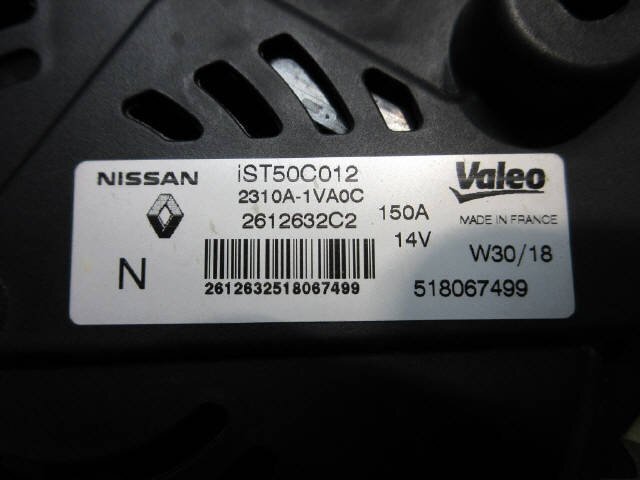 NISSAN iST50C012 Valeo
2310A-1VA0C
2612632C2 150A MADE IN FRANCE
14V W30/18
N
2612632518067499 518067499